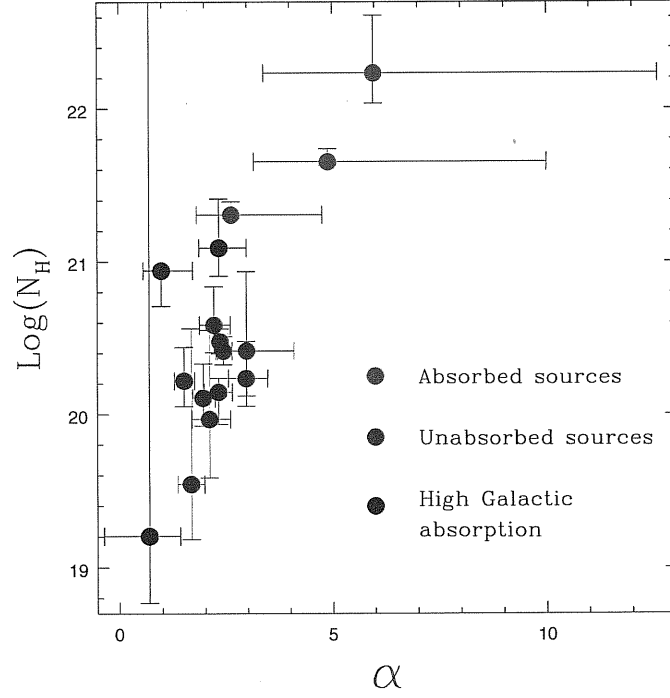 22
21
20
19
Log(N_H)
Absorbed sources
Unabsorbed sources
High Galactic
absorption
0
5
10
α